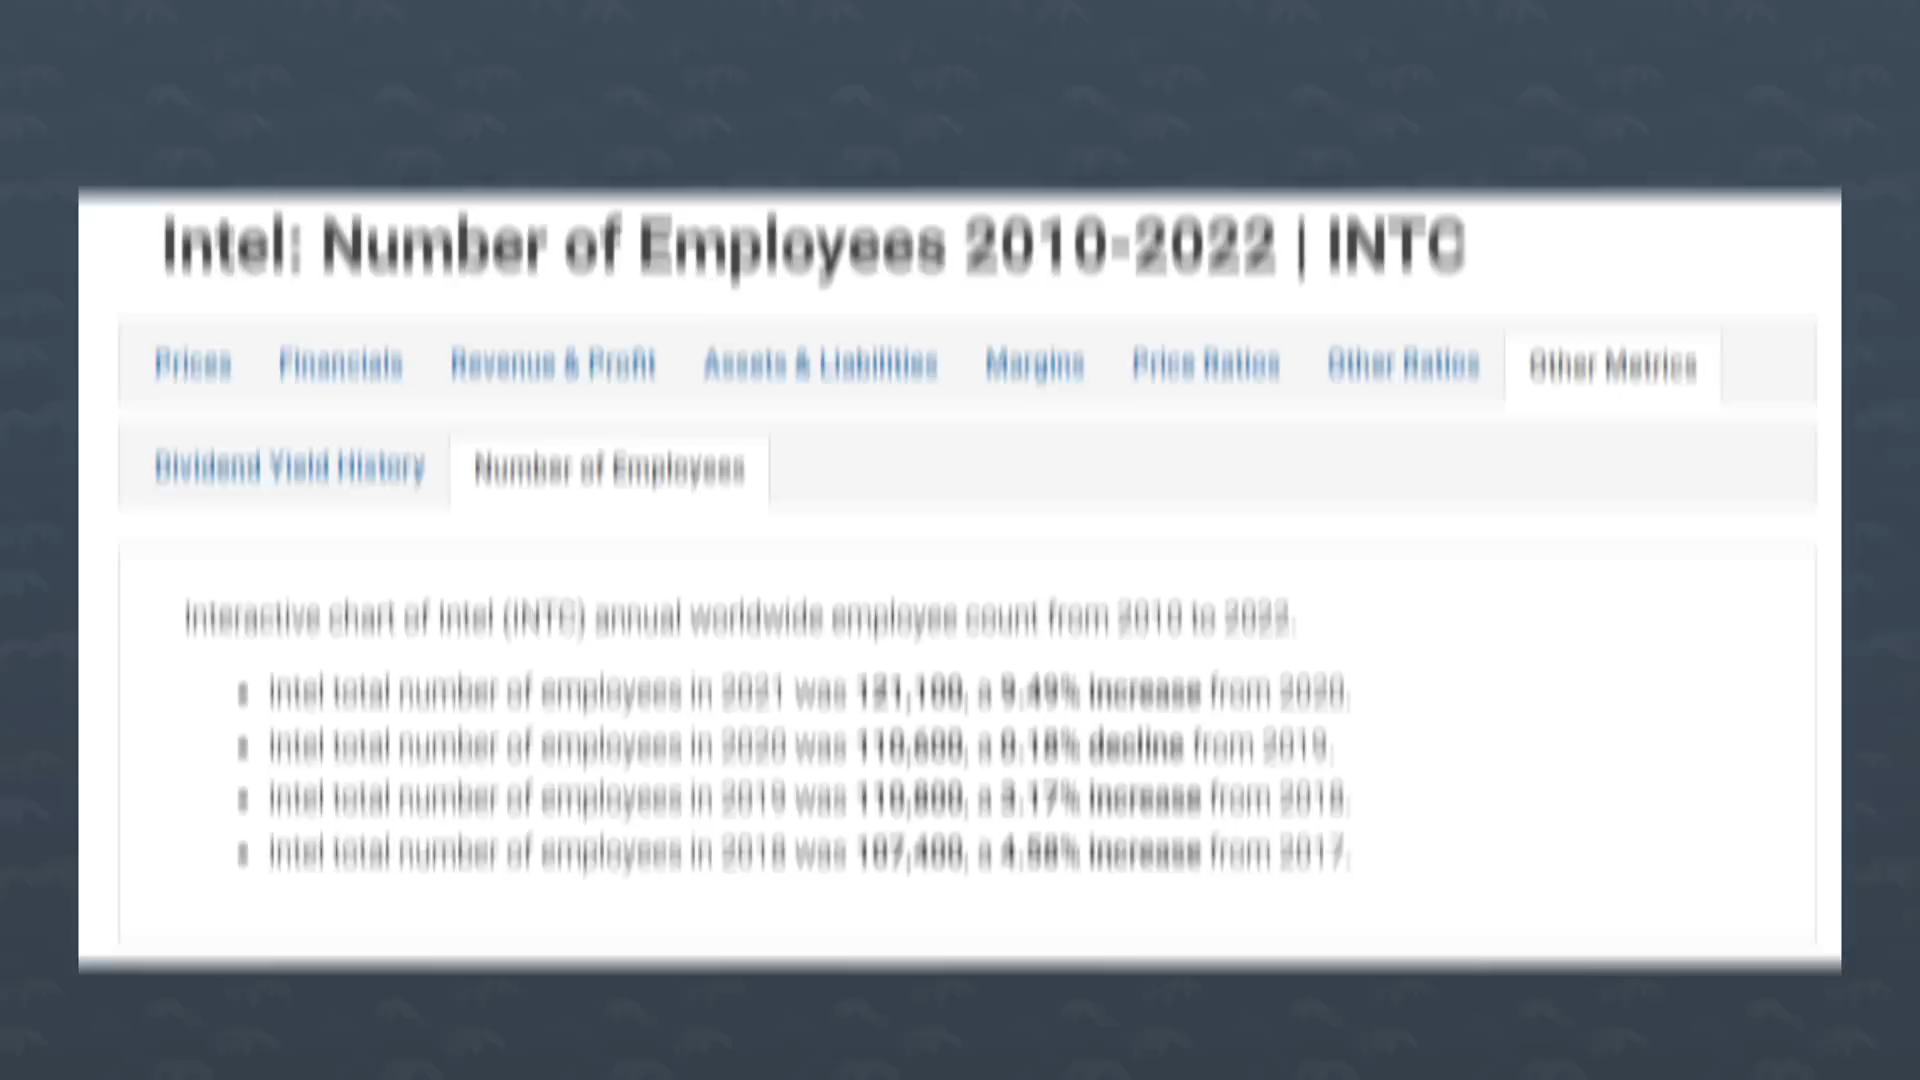 Intel: Number of Employees 2010-2022 | INTC
Prices Financials Revenue & Profit Assets & Liabilities Margins Price Ratios Other Ratios Other Metrics
Dividend Yield History Number of Employees
Interactive chart of Intel (INTC) annual worldwide employee count from 2010 to 2022.
Intel total number of employees in 2021 was 121,100, a 9.49% increase from 2020.
Intel total number of employees in 2020 was 110,600, a 0.18% decline from 2019.
Intel total number of employees in 2019 was 110,800, a 3.17% increase from 2018.
Intel total number of employees in 2018 was 107,400, a 4.58% increase from 2017.